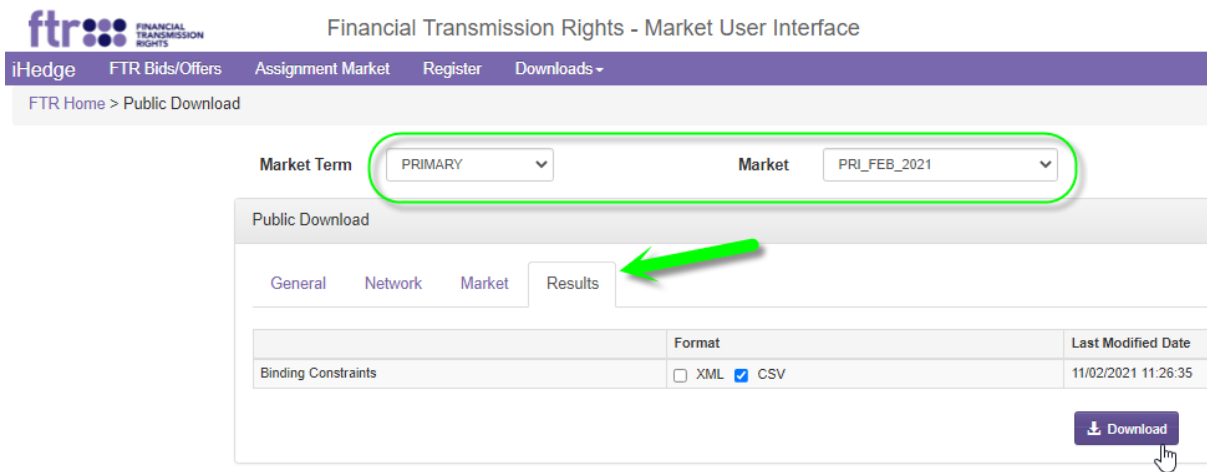 ftr FINANCIAL TRANSMISSION RIGHTS
Financial Transmission Rights - Market User Interface
iHedge FTR Bids/Offers Assignment Market Register Downloads
FTR Home > Public Download
Market Term PRIMARY Market PRI_FEB_2021
Public Download
General Network Market Results
Format Last Modified Date
Binding Constraints XML CSV 11/02/2021 11:26:35
Download